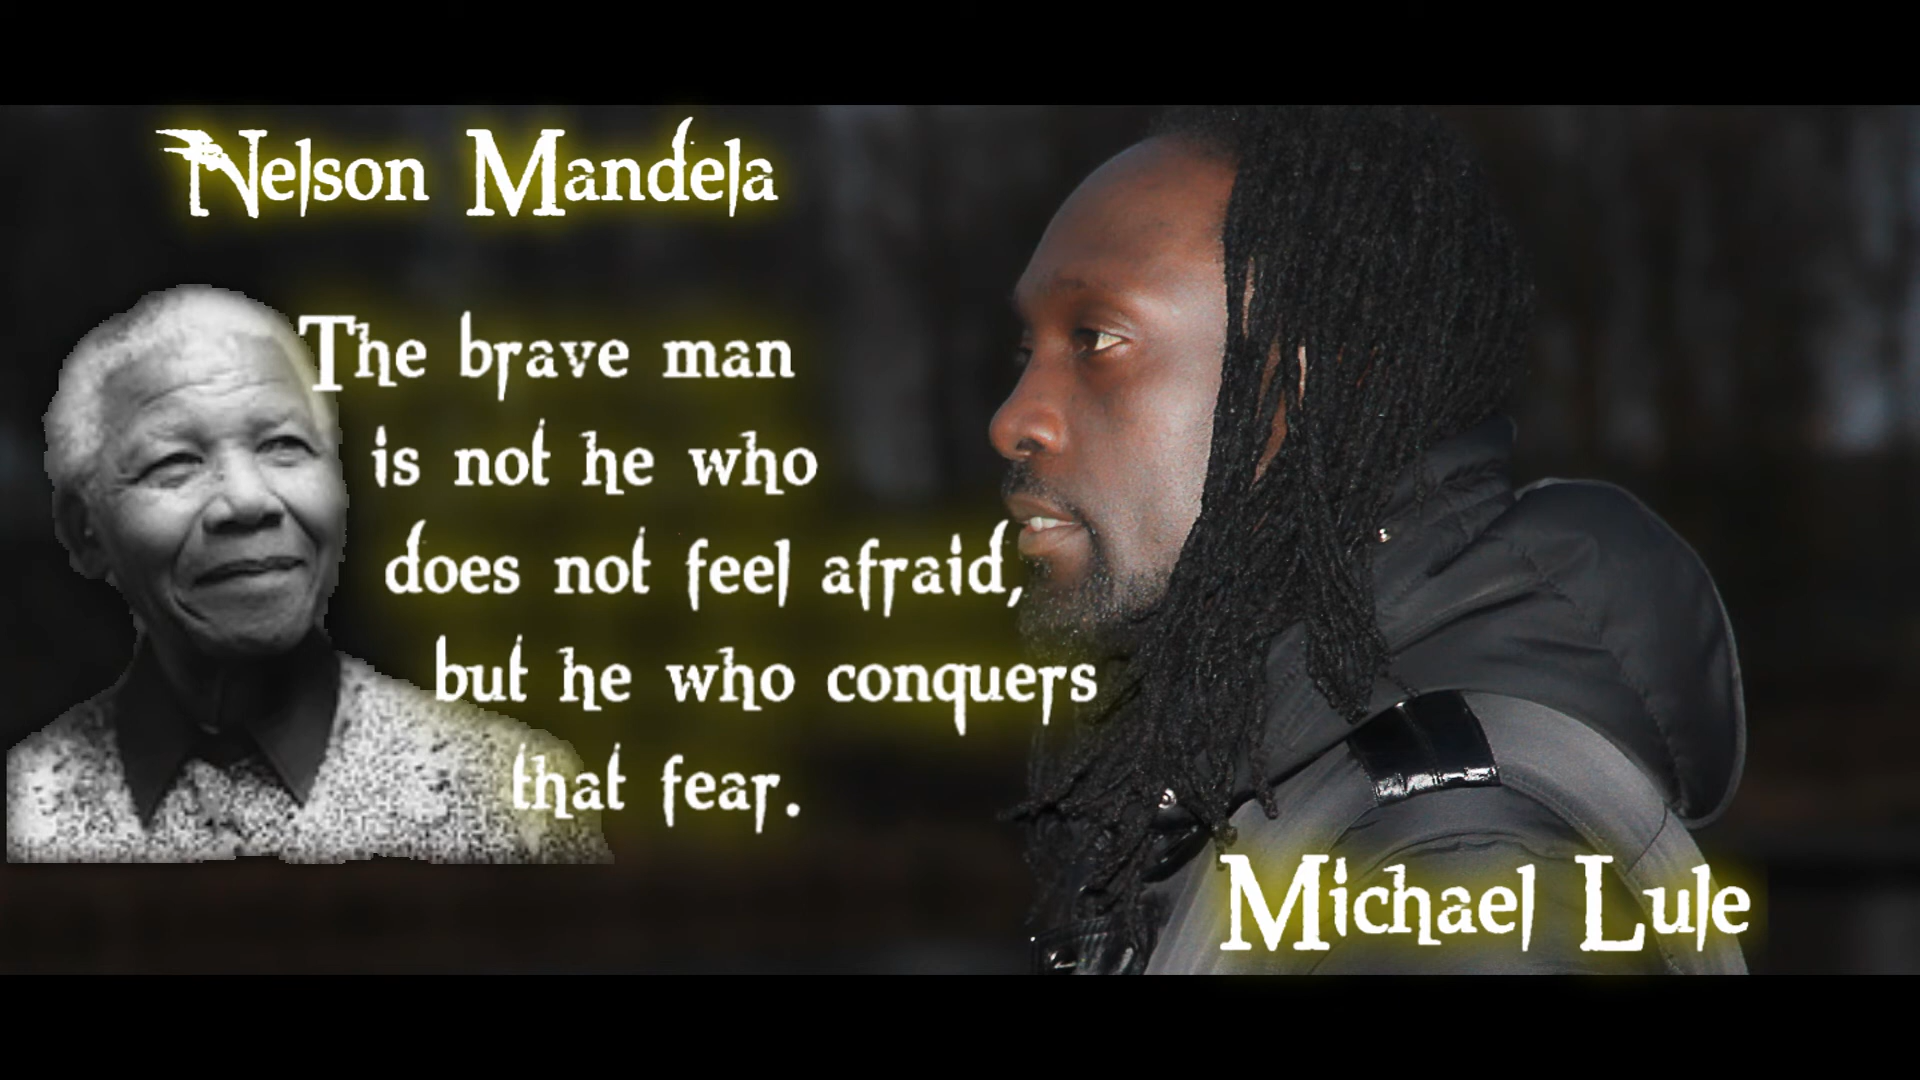 Nelson Mandela
The brave man
is not he who
does not feel afraid,
but he who conquers
that fear.
Michael Lule